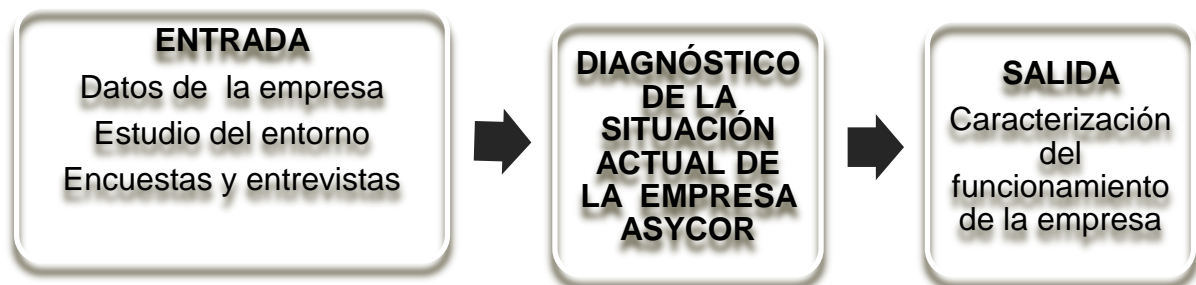 ENTRADA
Datos de la empresa
Estudio del entorno
Encuestas y entrevistas
DIAGNÓSTICO
DE LA
SITUACIÓN
ACTUAL DE
LA EMPRESA
ASYCOR
SALIDA
Caracterización
del
funcionamiento
de la empresa